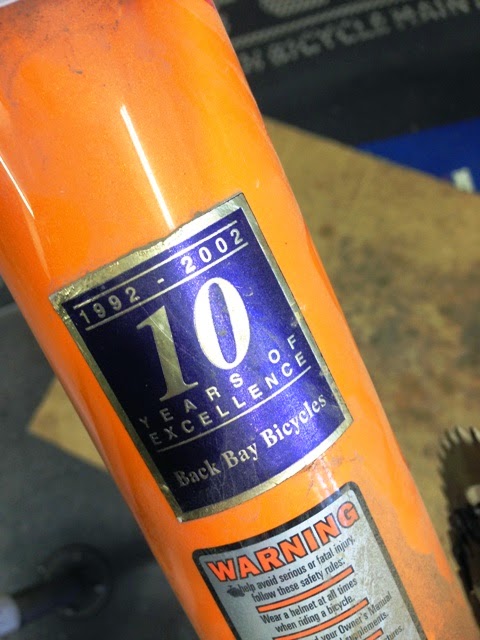 BICYCLE MAIN
1992 - 2002
10
YEARS OF
EXCELLENCE
Back Bay Bicycles
WARNING
help avoid serious or fatal injury,
follow these safety rules.
Wear a helmet at all times
when riding a bicycle.
your Owner's Manual